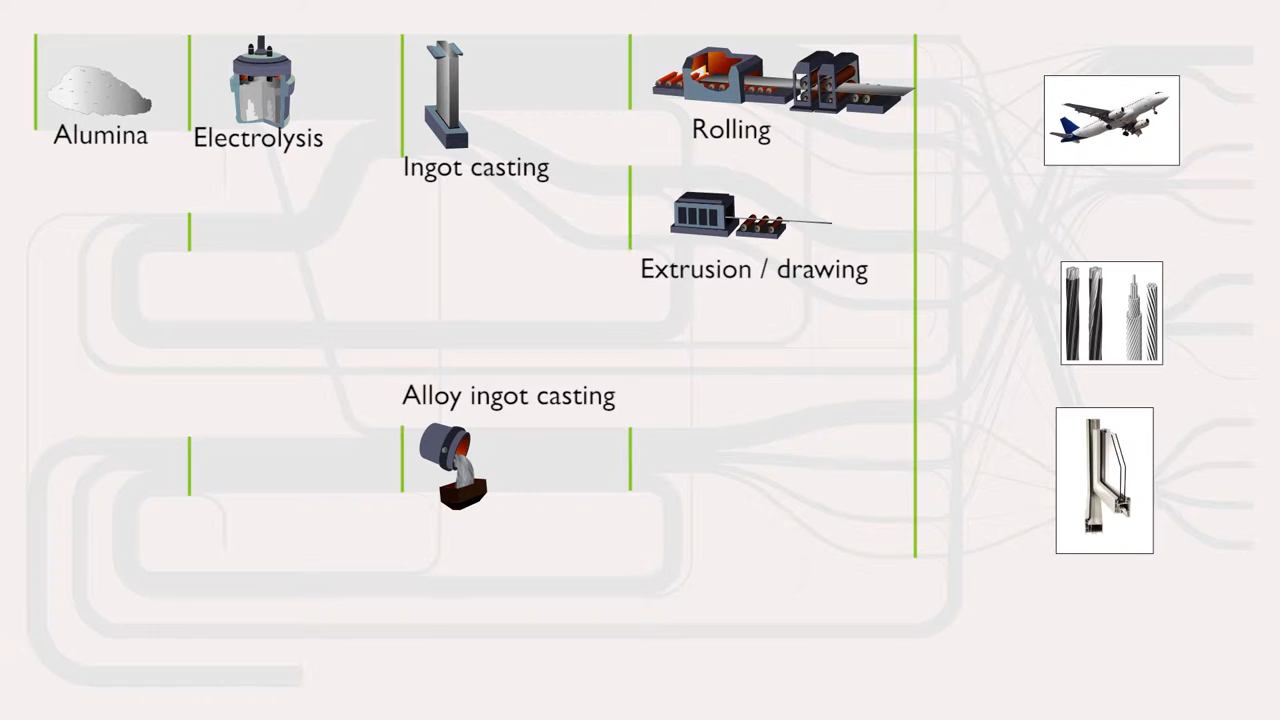 Alumina
Electrolysis
Ingot casting
Rolling
Extrusion / drawing
Alloy ingot casting